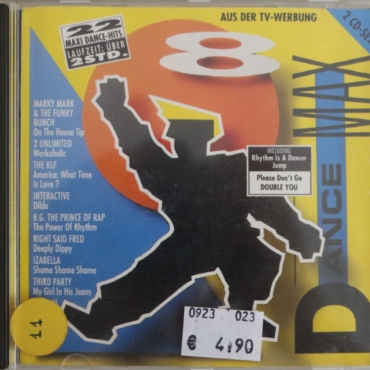 AUS DER TV-WERBUNG
2 CD-SET
22
MAXI DANCE-HITS
LAUFZEIT: ÜBER
2STD.
8
MARKY MARK
& THE FUNKY
BUNCH
On The House Tip
2 UNLIMITED
Workaholic
THE KLF
America: What Time
Is Love ?
INTERACTIVE
Dildo
B.G. THE PRINCE OF RAP
The Power Of Rhythm
RIGHT SAID FRED
Deeply Dippy
IZABELLA
Shame Shame Shame
THIRD PARTY
My Girl In His Jeans
INCLUDING
Rhythm Is A Dancer
Jump
Please Don't Go
DOUBLE YOU
DANCE
MAX
11
0923 023
€ 4,90